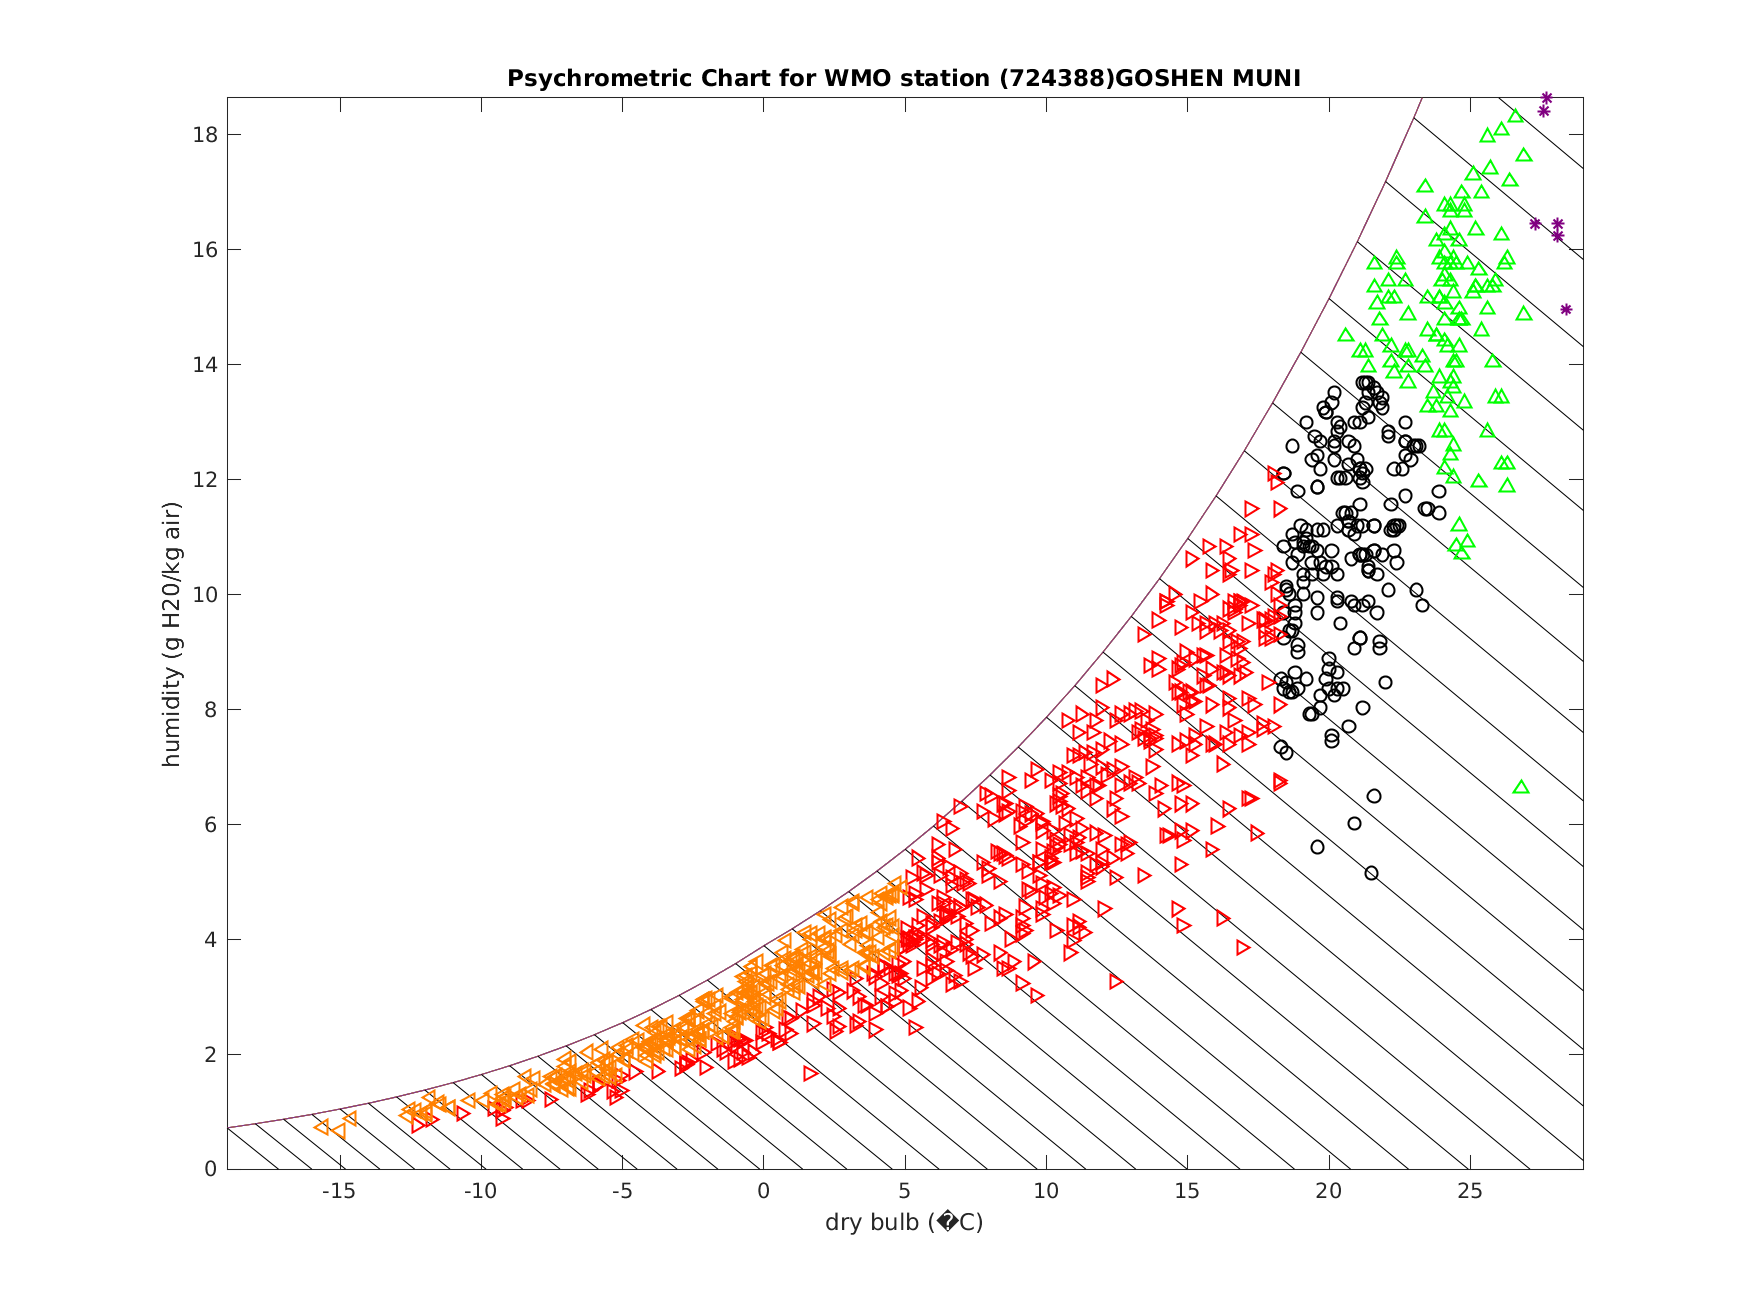 Psychrometric Chart for WMO station (724388)GOSHEN MUNI
18
16
14
12
10
8
6
4
2
0
humidity (g H20/kg air)
-15 -10 -5 0 5 10 15 20 25
dry bulb (�C)